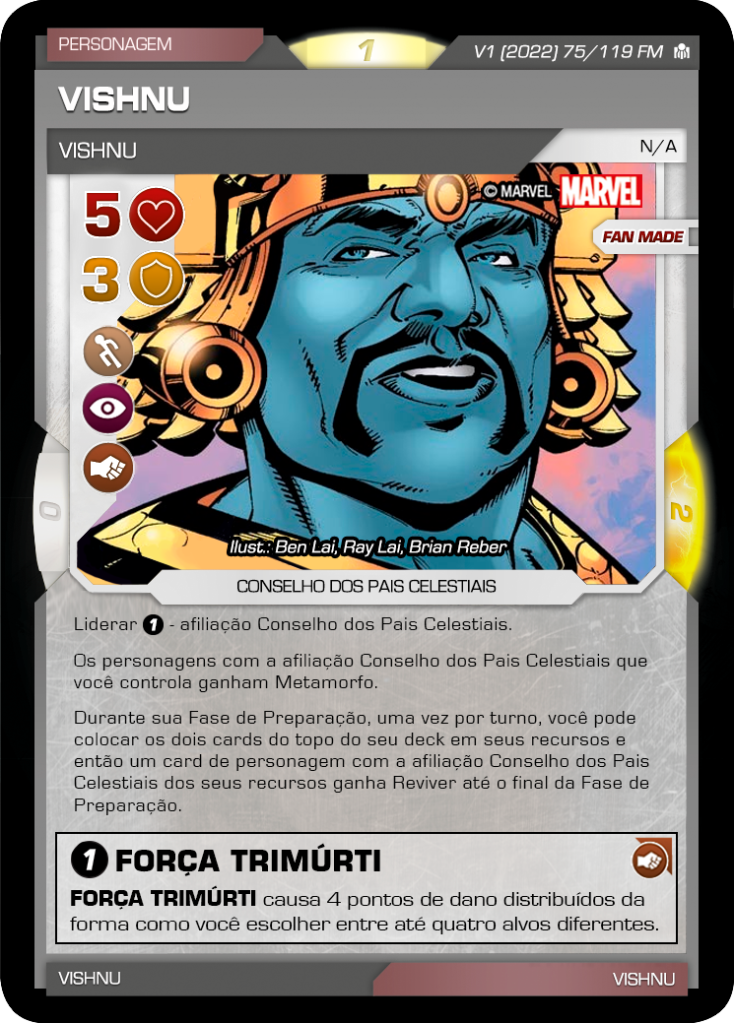 PERSONAGEM
1
V1 (2022) 75/119 FM
VISHNU
VISHNU
N/A
© MARVEL MARVEL
5
FAN MADE
3
0
2
Ilust.: Ben Lai, Ray Lai, Brian Reber
CONSELHO DOS PAIS CELESTIAIS
Liderar 1 - afiliação Conselho dos Pais Celestiais.
Os personagens com a afiliação Conselho dos Pais Celestiais que
você controla ganham Metamorfo.
Durante sua Fase de Preparação, uma vez por turno, você pode
colocar os dois cards do topo do seu deck em seus recursos e
então um card de personagem com a afiliação Conselho dos Pais
Celestiais dos seus recursos ganha Reviver até o final da Fase de
Preparação.
1 FORÇA TRIMÚRTI
FORÇA TRIMÚRTI causa 4 pontos de dano distribuídos da
forma como você escolher entre até quatro alvos diferentes.
VISHNU
VISHNU